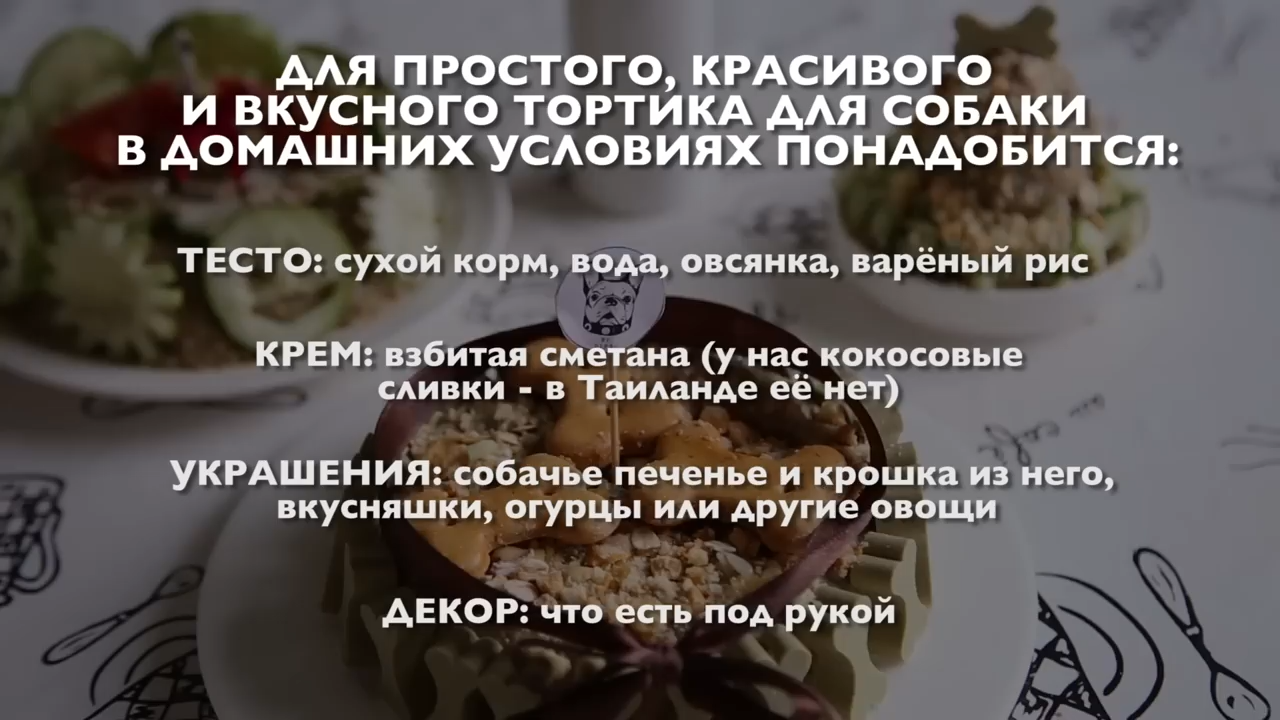 ДЛЯ ПРОСТОГО, КРАСИВОГО
И ВКУСНОГО ТОРТИКА ДЛЯ СОБАКИ
В ДОМАШНИХ УСЛОВИЯХ ПОНАДОБИТСЯ:
ТЕСТО: сухой корм, вода, овсянка, варёный рис
КРЕМ: взбитая сметана (у нас кокосовые
сливки - в Таиланде её нет)
УКРАШЕНИЯ: собачье печенье и крошка из него,
вкусняшки, огурцы или другие овощи
ДЕКОР: что есть под рукой